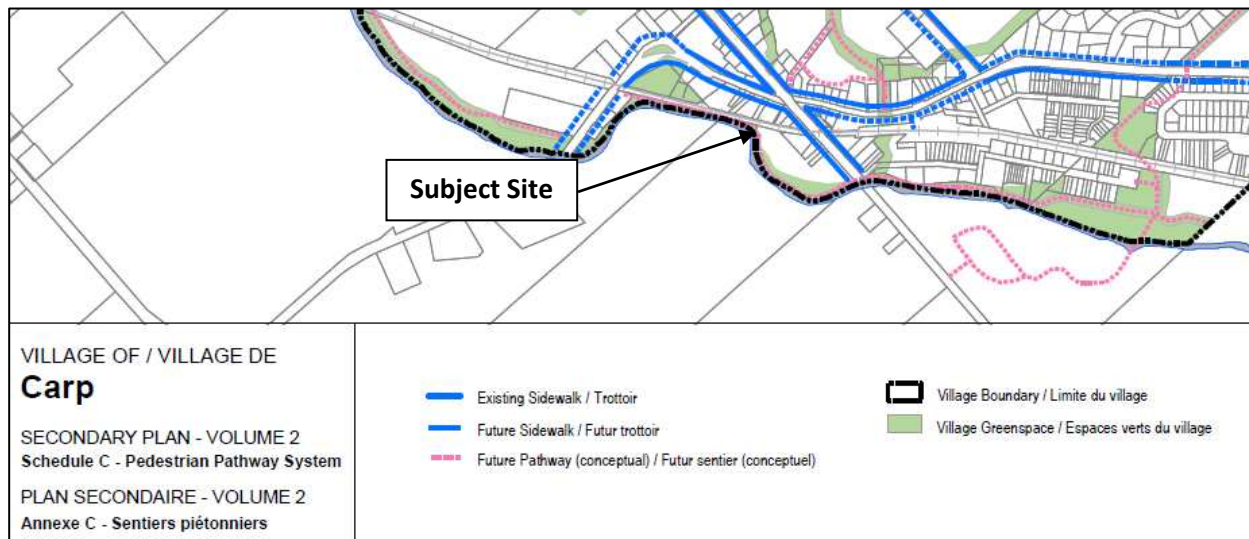 Subject Site
VILLAGE OF / VILLAGE DE
Carp
SECONDARY PLAN - VOLUME 2
Schedule C - Pedestrian Pathway System
PLAN SECONDAIRE - VOLUME 2
Annexe C - Sentiers piétonniers
Existing Sidewalk / Trottoir
Future Sidewalk / Futur trottoir
Future Pathway (conceptual) / Futur sentier (conceptuel)
Village Boundary / Limite du village
Village Greenspace / Espaces verts du village